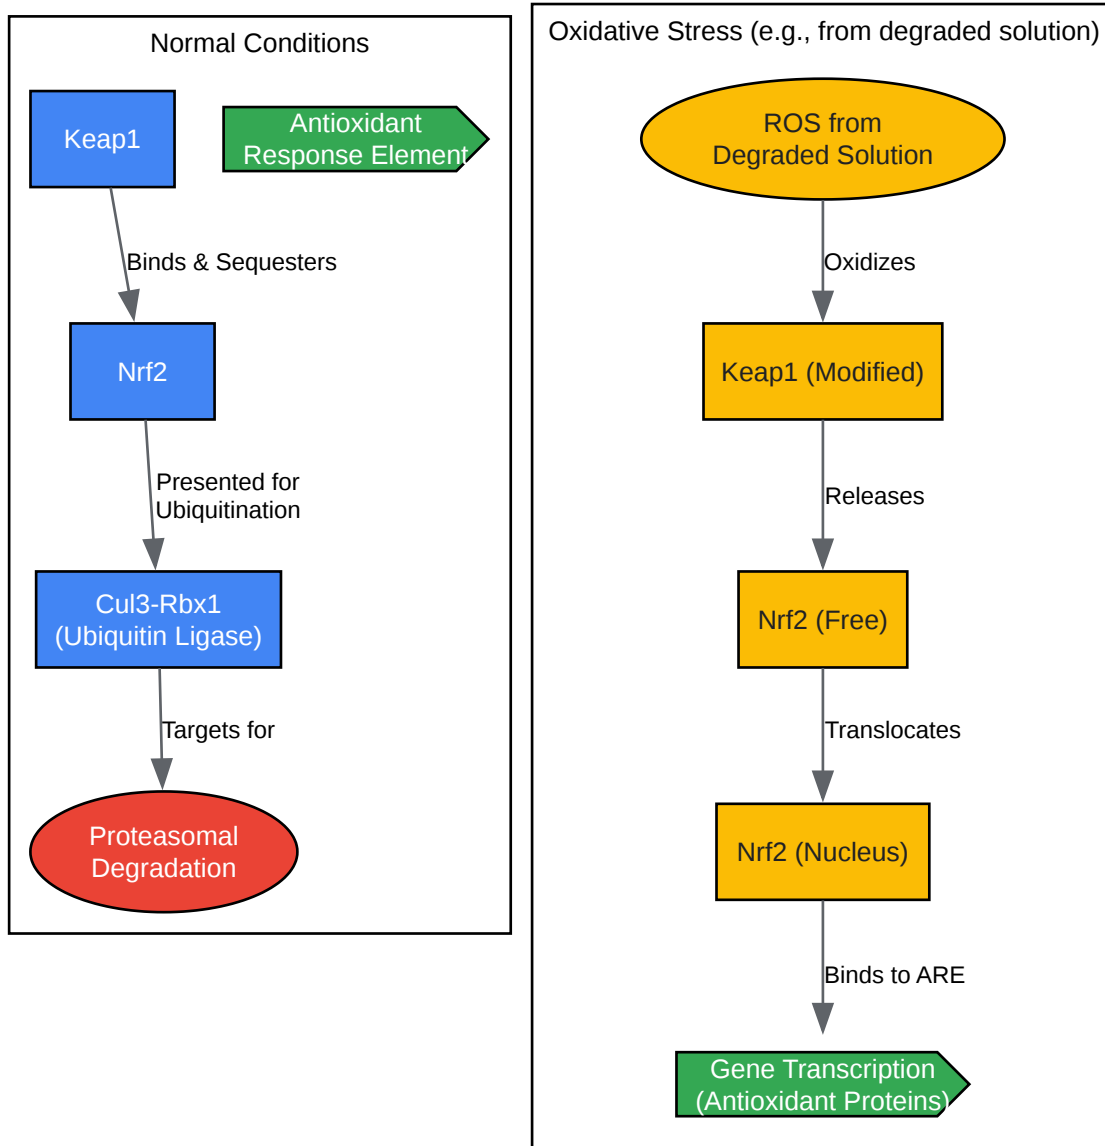 Normal Conditions
Keap1
Antioxidant
Response Element
Binds & Sequesters
Nrf2
Presented for
Ubiquitination
Cul3-Rbx1
(Ubiquitin Ligase)
Targets for
Proteasomal
Degradation
Oxidative Stress (e.g., from degraded solution)
ROS from
Degraded Solution
Oxidizes
Keap1 (Modified)
Releases
Nrf2 (Free)
Translocates
Nrf2 (Nucleus)
Binds to ARE
Gene Transcription
(Antioxidant Proteins)